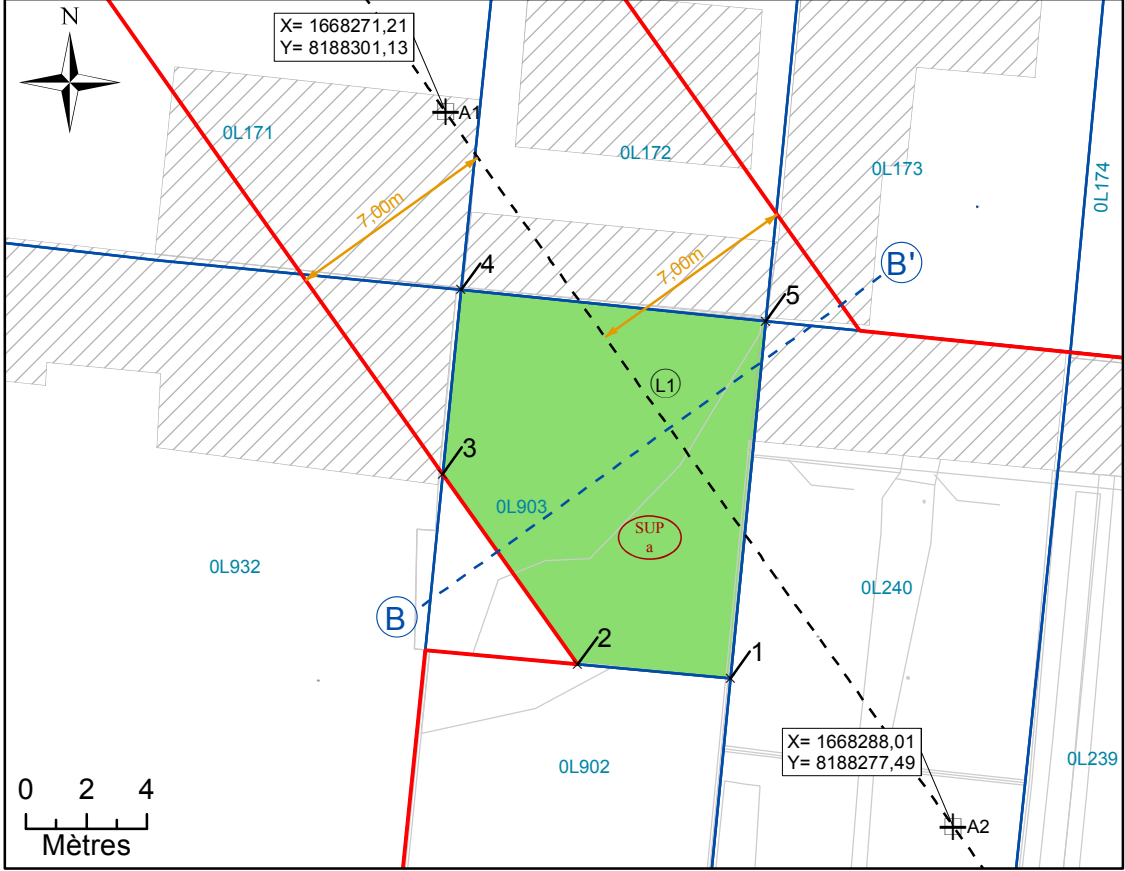 X= 1668271,21
Y= 8188301,13
N
A1
0L171
0L172
0L173
0L174
7,00m
7,00m
B'
4
5
L1
3
0L903
SUP
a
0L932
0L240
B
2
1
X= 1668288,01
Y= 8188277,49
0L902
0L239
0 2 4
Mètres
A2